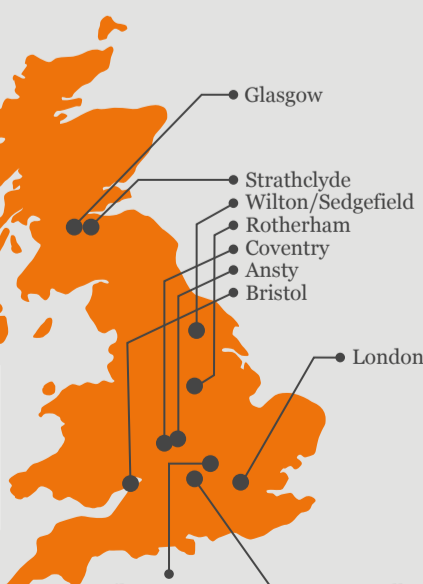 Glasgow
Strathclyde
Wilton/Sedgefield
Rotherham
Coventry
Ansty
Bristol
London